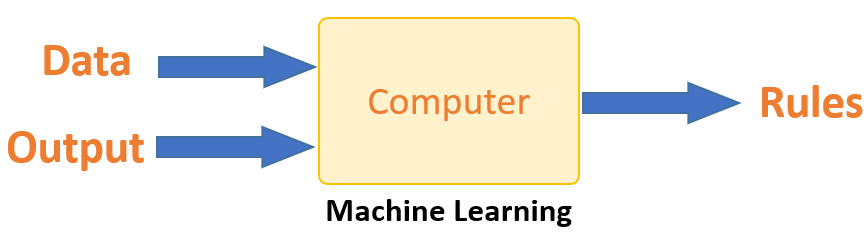 Data
Output
Computer
Rules
Machine Learning